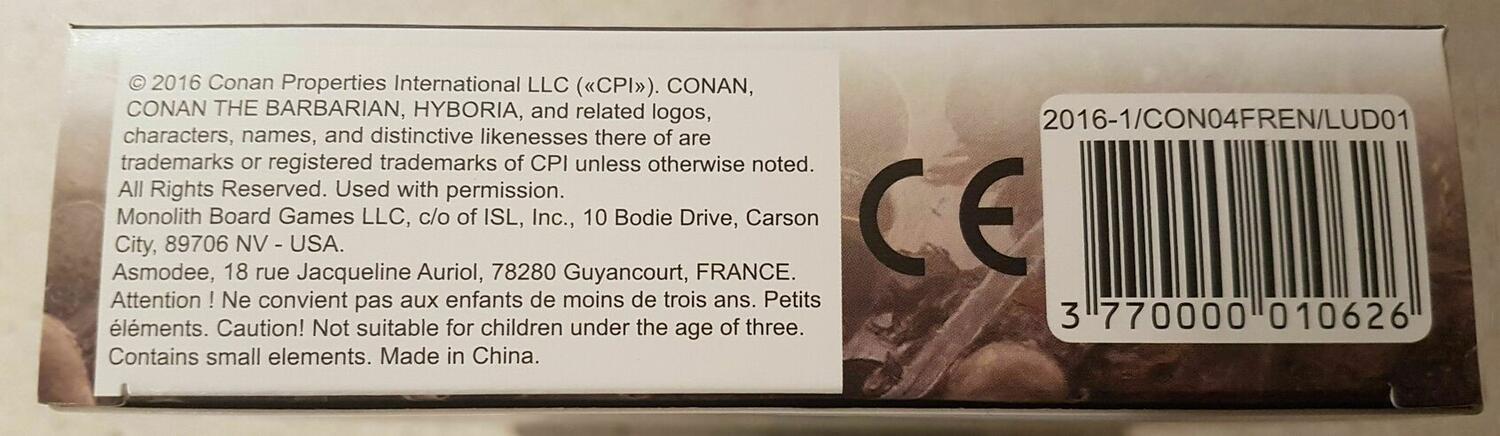 © 2016 Conan Properties International LLC («CPI»). CONAN,
CONAN THE BARBARIAN, HYBORIA, and related logos,
characters, names, and distinctive likenesses there of are
trademarks or registered trademarks of CPI unless otherwise noted.
All Rights Reserved. Used with permission.
Monolith Board Games LLC, c/o of ISL, Inc., 10 Bodie Drive, Carson
City, 89706 NV - USA.
Asmodee, 18 rue Jacqueline Auriol, 78280 Guyancourt, FRANCE.
Attention ! Ne convient pas aux enfants de moins de trois ans. Petits
éléments. Caution! Not suitable for children under the age of three.
Contains small elements. Made in China.
CE
2016-1/CON04FREN/LUD01
3 770000 010626